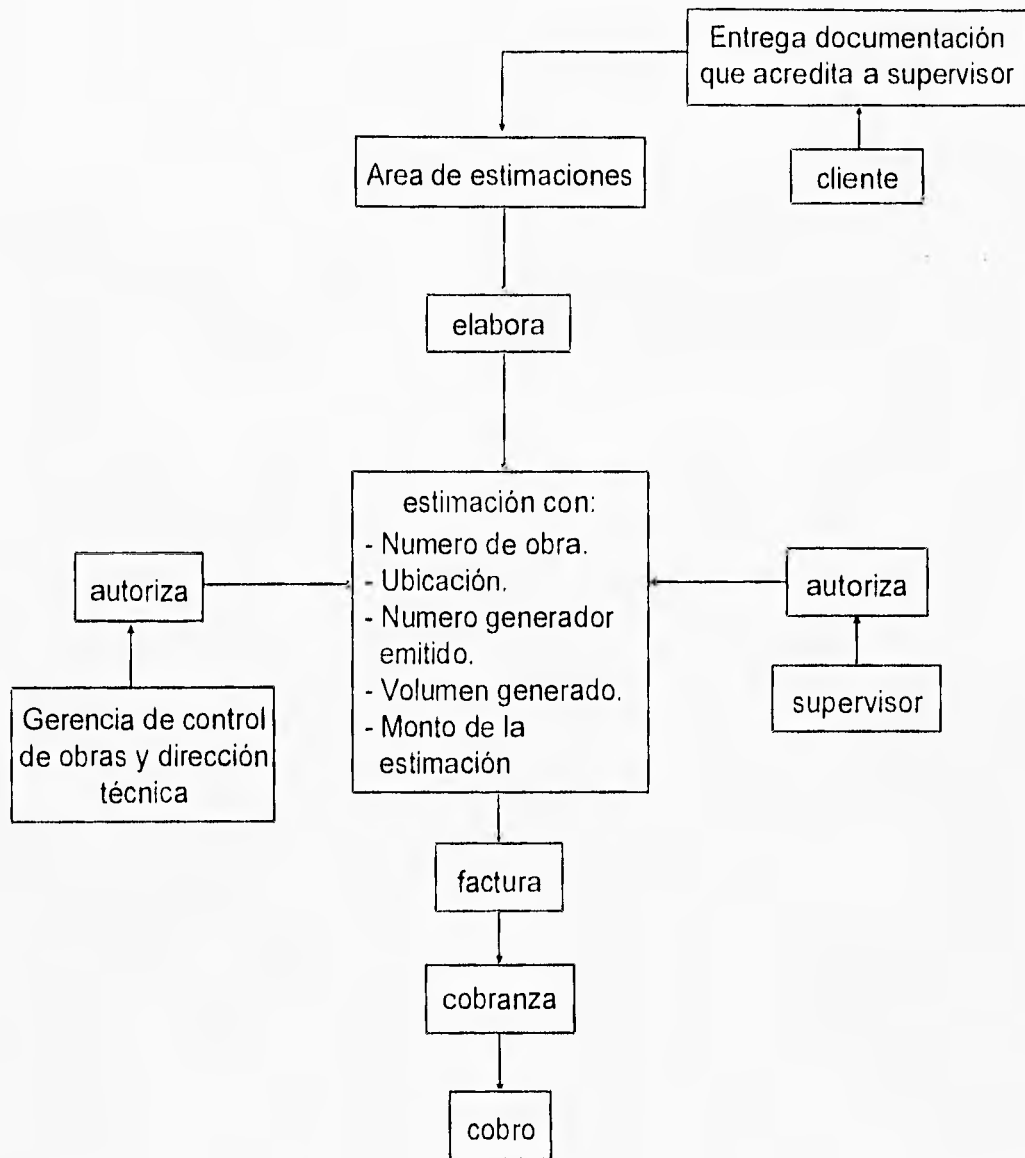 Entrega documentación
que acredita a supervisor
Area de estimaciones
cliente
elabora
estimación con:
- Numero de obra.
- Ubicación.
- Numero generador
emitido.
- Volumen generado.
- Monto de la
estimación
autoriza
Gerencia de control
de obras y dirección
técnica
autoriza
supervisor
factura
cobranza
cobro